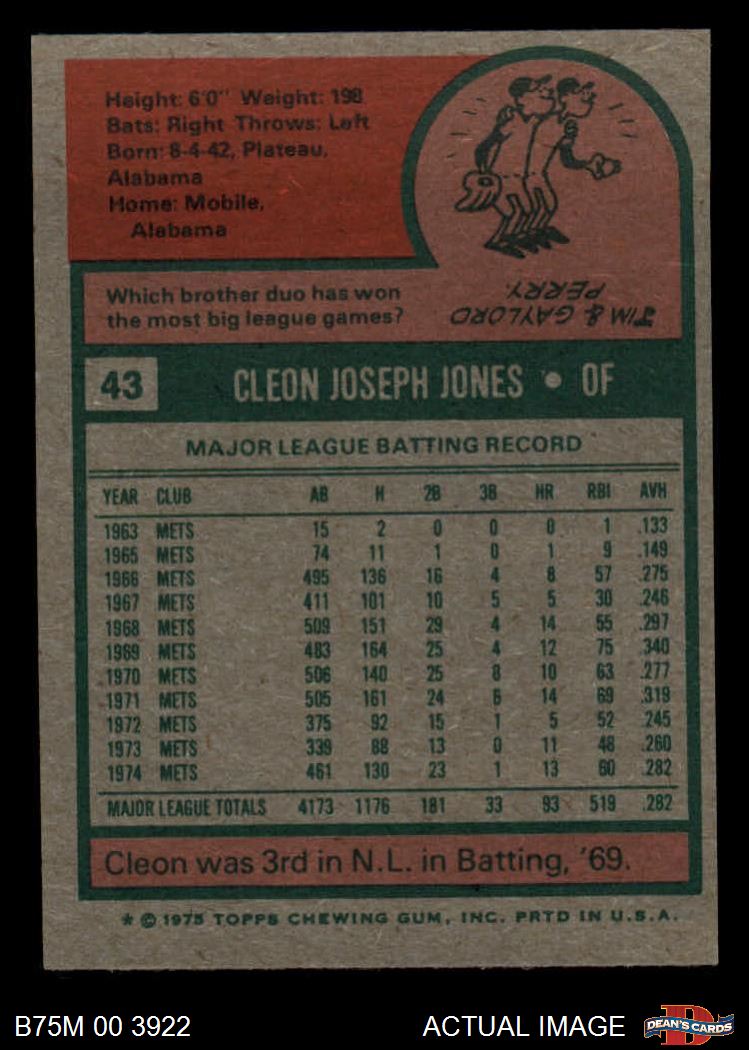 Height: 6'0" Weight: 198
Bats: Right Throws: Left
Born: 8-4-42, Plateau,
Alabama
Home: Mobile,
Alabama
Which brother duo has won
the most big league games?
JIM & GAYLORD
PERRY.
43 CLEON JOSEPH JONES • OF
MAJOR LEAGUE BATTING RECORD
YEAR CLUB AB H 2B 3B HR RBI AVH
1963 METS 15 2 0 0 0 1 .133
1965 METS 74 11 1 0 1 9 .149
1966 METS 495 136 16 4 8 57 .275
1967 METS 411 101 10 5 5 30 .246
1968 METS 509 151 29 4 14 55 .297
1969 METS 483 164 25 4 12 75 .340
1970 METS 506 140 25 8 10 63 .277
1971 METS 505 161 24 6 14 69 .319
1972 METS 375 92 15 1 5 52 .245
1973 METS 339 88 13 0 11 48 .260
1974 METS 461 130 23 1 13 60 .282
MAJOR LEAGUE TOTALS 4173 1176 181 33 93 519 .282
Cleon was 3rd in N.L. in Batting, '69.
* © 1975 TOPPS CHEWING GUM, INC. PRTD IN U.S.A.
B75M 00 3922 ACTUAL IMAGE D DEAN'S CARDS